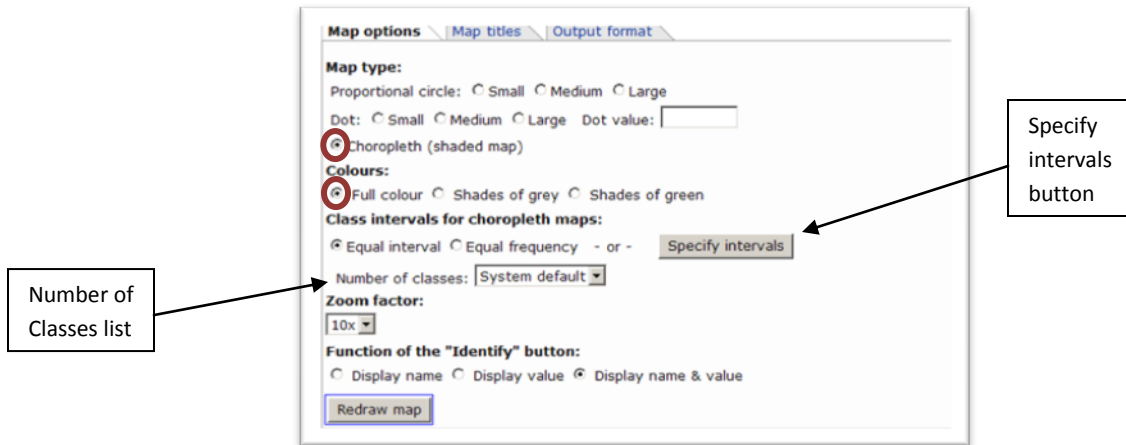 Map options Map titles Output format
Map type:
Proportional circle: Small Medium Large
Dot: Small Medium Large Dot value:
Choropleth (shaded map)
Colours:
Full colour Shades of grey Shades of green
Class intervals for choropleth maps:
Equal interval Equal frequency - or - Specify intervals
Number of classes: System default
Zoom factor:
10x
Function of the "Identify" button:
Display name Display value Display name & value
Redraw map
Specify
intervals
button
Number of
Classes list